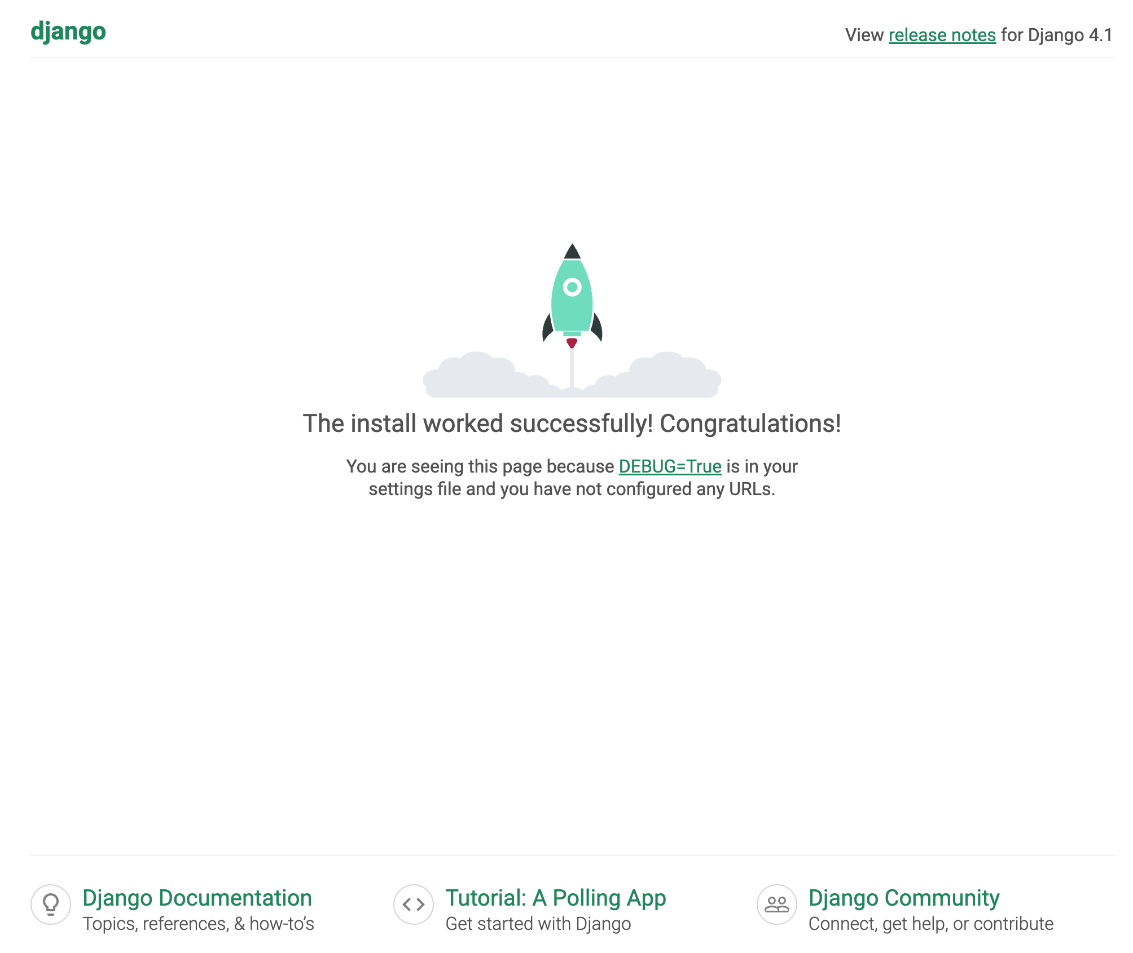 django
View release notes for Django 4.1
The install worked successfully! Congratulations!
You are seeing this page because DEBUG=True is in your
settings file and you have not configured any URLs.
Django Documentation
Topics, references, & how-to’s
Tutorial: A Polling App
Get started with Django
Django Community
Connect, get help, or contribute